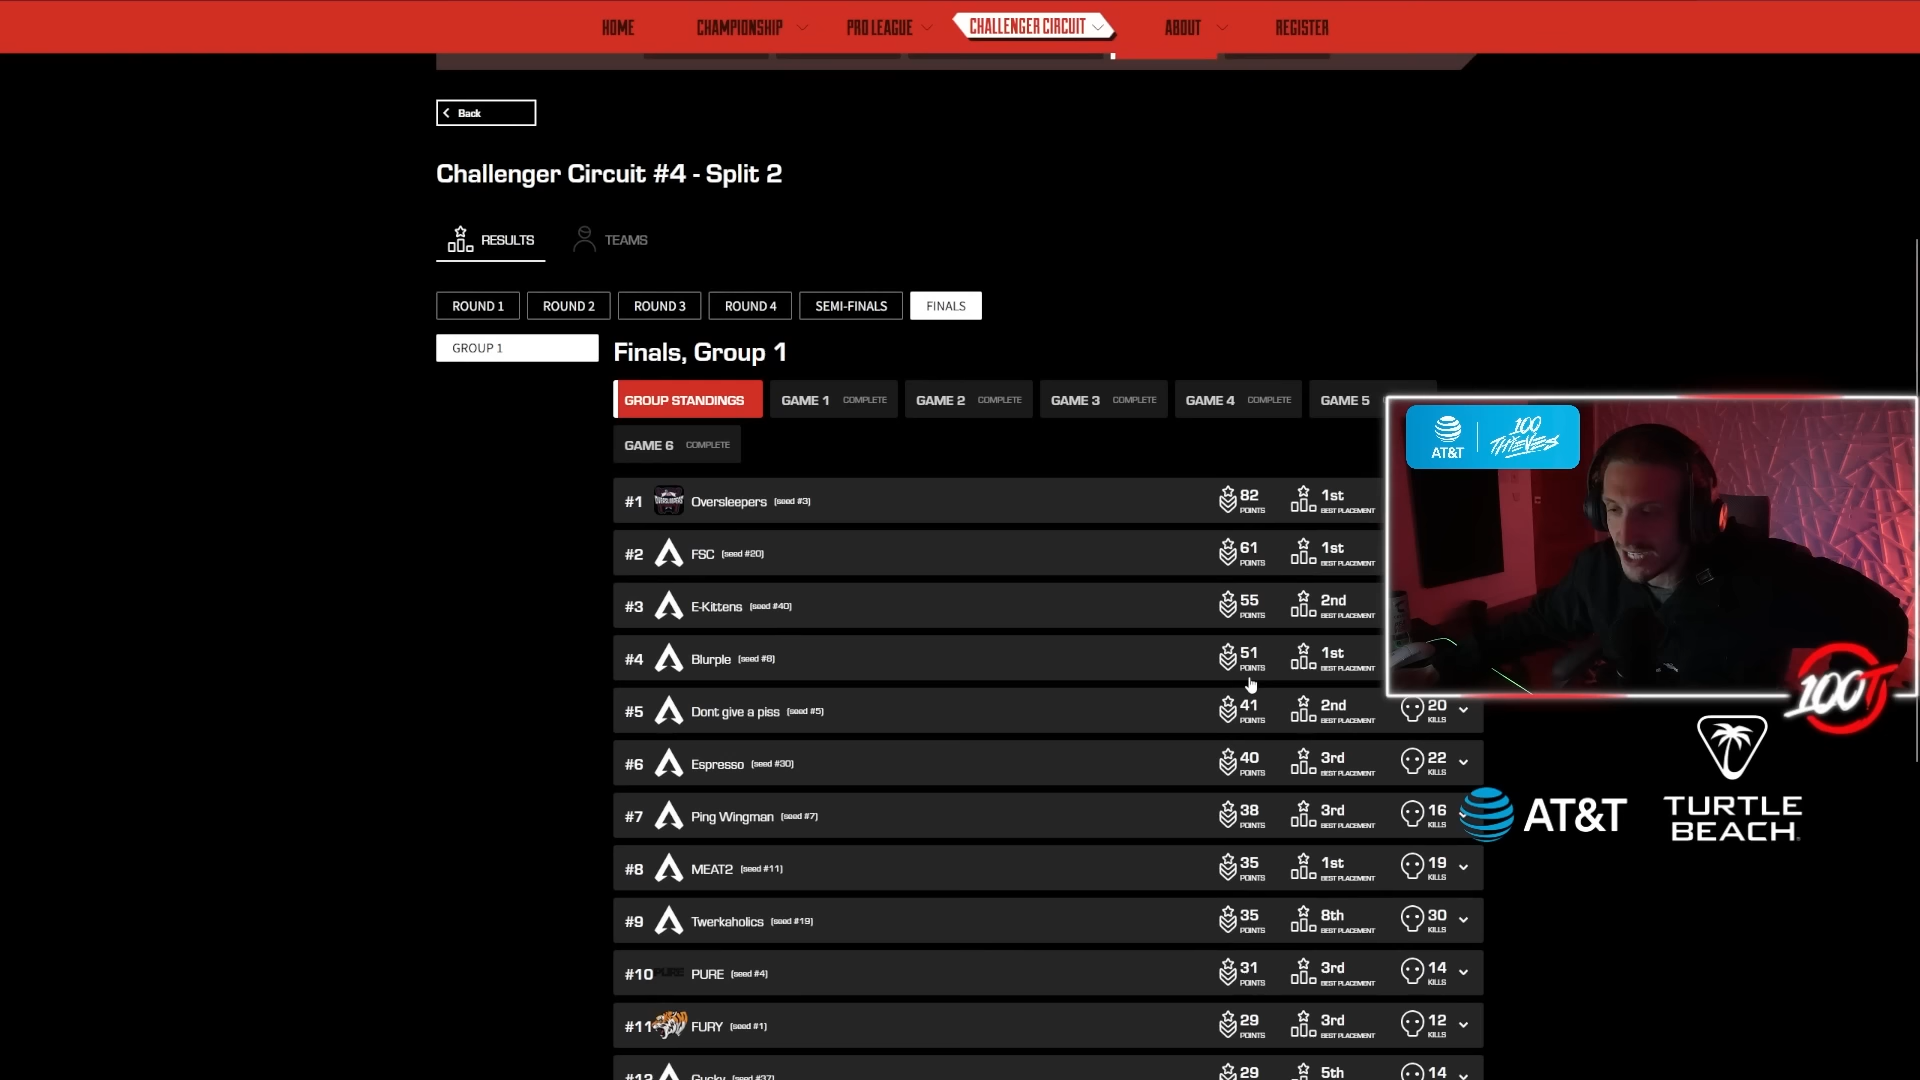 HOME CHAMPIONSHIP PRO LEAGUE CHALLENGER CIRCUIT ABOUT REGISTER
Back
Challenger Circuit #4 - Split 2
RESULTS TEAMS
ROUND 1 ROUND 2 ROUND 3 ROUND 4 SEMI-FINALS FINALS
GROUP 1
Finals, Group 1
GROUP STANDINGS GAME 1 COMPLETE GAME 2 COMPLETE GAME 3 COMPLETE GAME 4 COMPLETE GAME 5
GAME 6 COMPLETE
AT&T 100 THIEVES
#1 Oversleepers (seed #3) 82 POINTS 1st BEST PLACEMENT
#2 FSC (seed #20) 61 POINTS 1st BEST PLACEMENT
#3 E-Kittens (seed #40) 55 POINTS 2nd BEST PLACEMENT
#4 Blurple (seed #8) 51 POINTS 1st BEST PLACEMENT
100T
#5 Dont give a piss (seed #5) 41 POINTS 2nd BEST PLACEMENT 20 KILLS
#6 Espresso (seed #30) 40 POINTS 3rd BEST PLACEMENT 22 KILLS
#7 Ping Wingman (seed #7) 38 POINTS 3rd BEST PLACEMENT 16 KILLS
AT&T
TURTLE
BEACH
#8 MEAT2 (seed #11) 35 POINTS 1st BEST PLACEMENT 19 KILLS
#9 Twerkaholics (seed #19) 35 POINTS 8th BEST PLACEMENT 30 KILLS
#10 PURE PURE (seed #4) 31 POINTS 3rd BEST PLACEMENT 14 KILLS
#11 FURY (seed #1) 29 POINTS 3rd BEST PLACEMENT 12 KILLS
#12 Gucky (seed #37) 29 5th 14